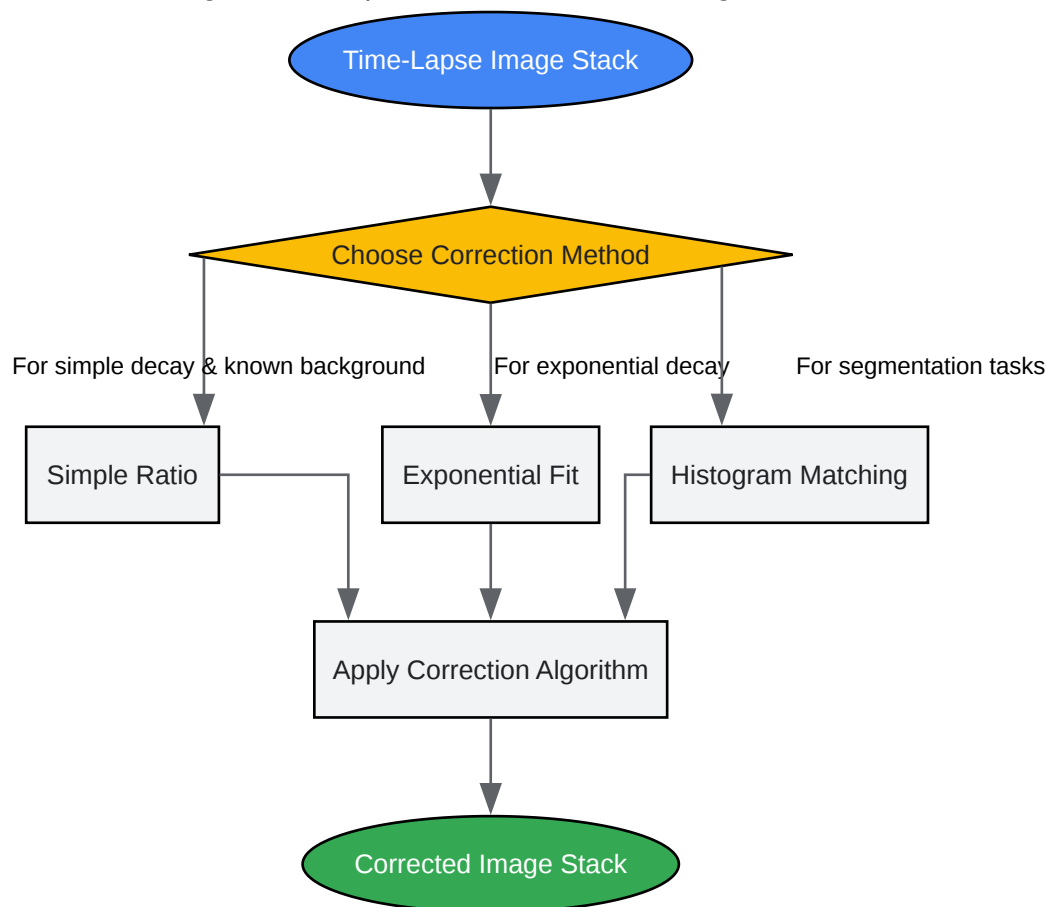 Time-Lapse Image Stack
Choose Correction Method
For simple decay & known background
For exponential decay
For segmentation tasks
Simple Ratio
Exponential Fit
Histogram Matching
Apply Correction Algorithm
Corrected Image Stack